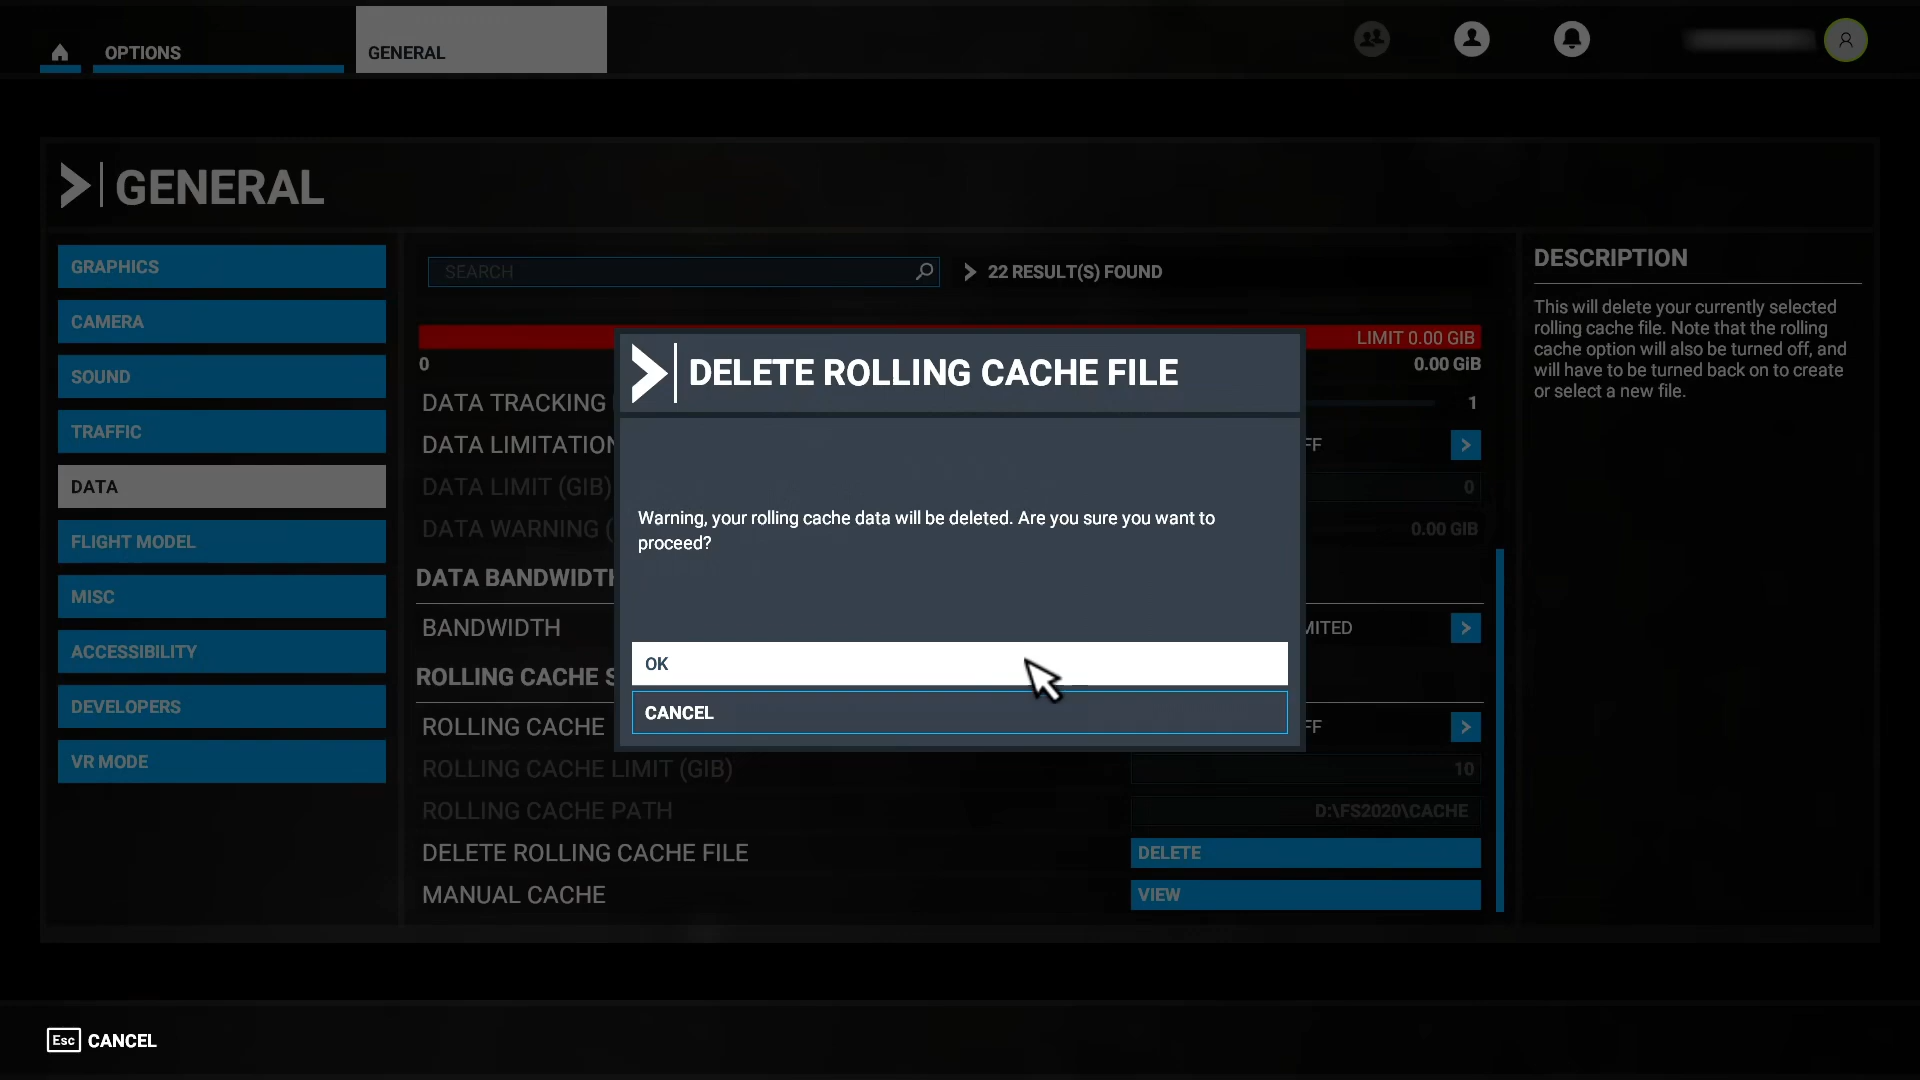 OPTIONS
GENERAL
GENERAL
GRAPHICS
CAMERA
SOUND
TRAFFIC
DATA
FLIGHT MODEL
MISC
ACCESSIBILITY
DEVELOPERS
VR MODE
SEARCH
22 RESULT(S) FOUND
LIMIT 0.00 GIB
0
0.00 GiB
DATA TRACKING
1
DATA LIMITATION
FF
DATA LIMIT (GIB)
0
DATA WARNING (
0.00 GIB
DATA BANDWIDTH
BANDWIDTH
MITED
ROLLING CACHE S
ROLLING CACHE
FF
ROLLING CACHE LIMIT (GIB)
10
ROLLING CACHE PATH
D:\FS2020\CACHE
DELETE ROLLING CACHE FILE
DELETE
MANUAL CACHE
VIEW
DELETE ROLLING CACHE FILE
Warning, your rolling cache data will be deleted. Are you sure you want to
proceed?
OK
CANCEL
DESCRIPTION
This will delete your currently selected
rolling cache file. Note that the rolling
cache option will also be turned off, and
will have to be turned back on to create
or select a new file.
Esc CANCEL